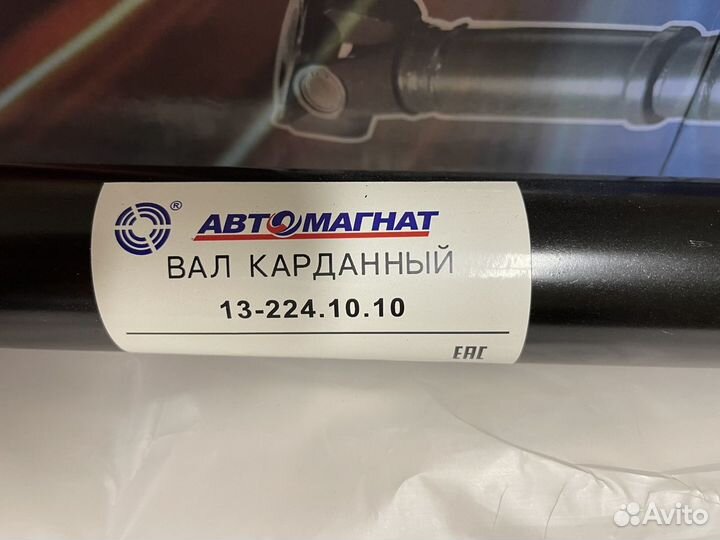 ®
АВТОМАГНАТ
ВАЛ КАРДАННЫЙ
13-224.10.10
EAC
Avito